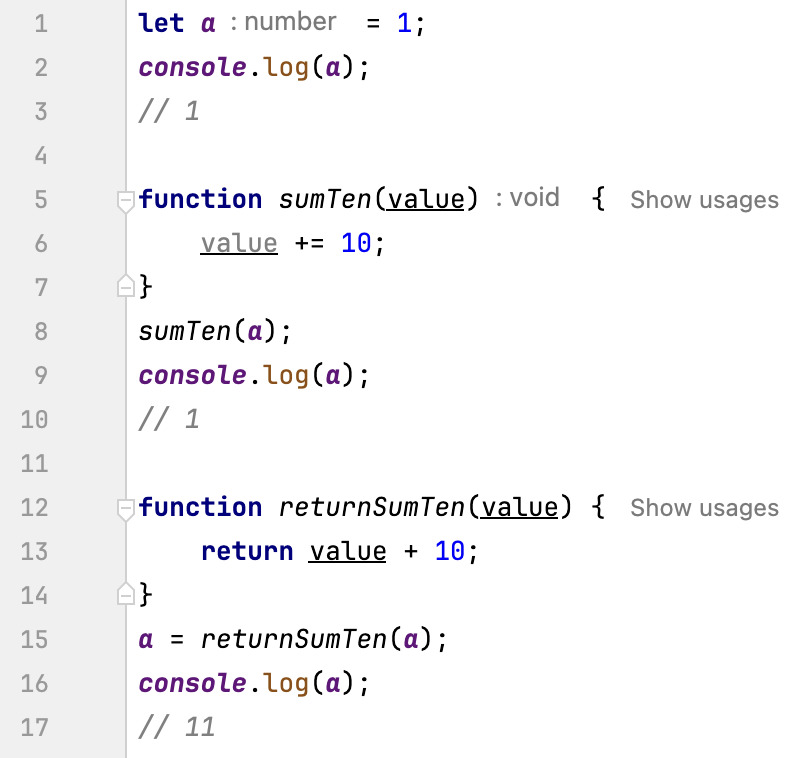 1 let a : number = 1;
2 console.log(a);
3 // 1
4
5 function sumTen(value) : void { Show usages
6     value += 10;
7 }
8 sumTen(a);
9 console.log(a);
10 // 1
11
12 function returnSumTen(value) { Show usages
13     return value + 10;
14 }
15 a = returnSumTen(a);
16 console.log(a);
17 // 11